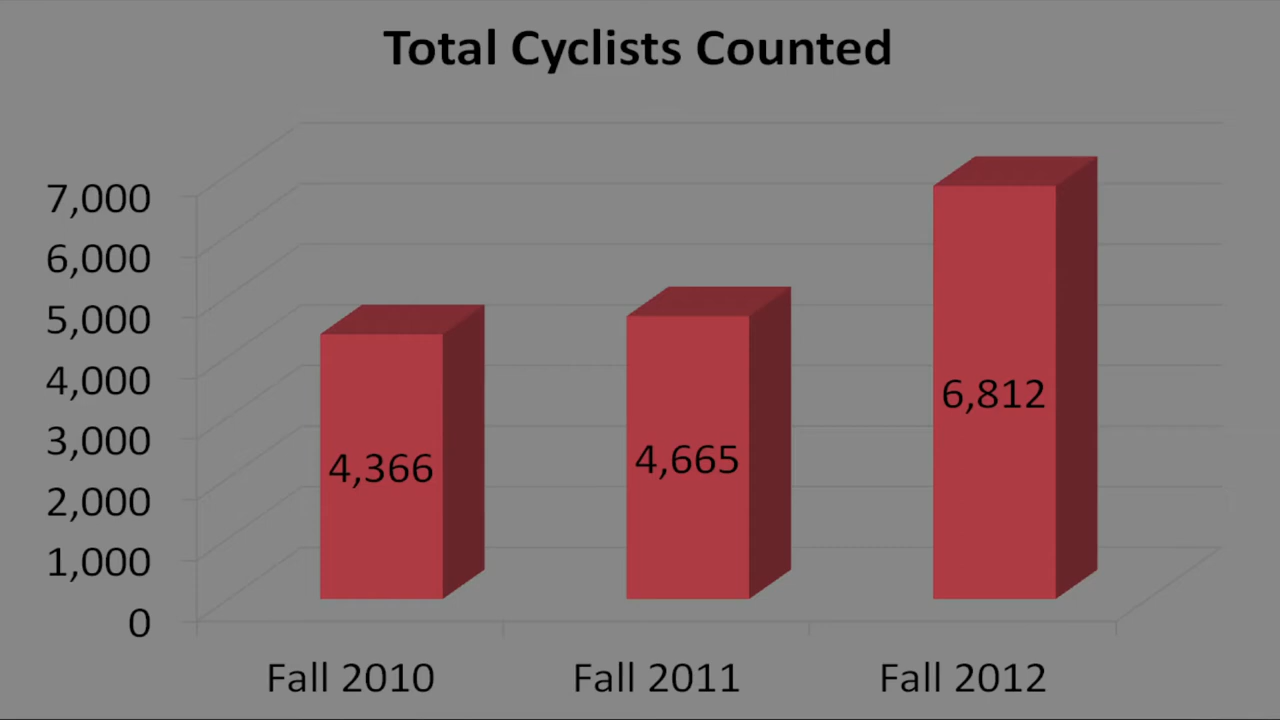 Total Cyclists Counted
7,000
6,000
5,000
4,000
3,000
2,000
1,000
0
4,366
4,665
6,812
Fall 2010
Fall 2011
Fall 2012